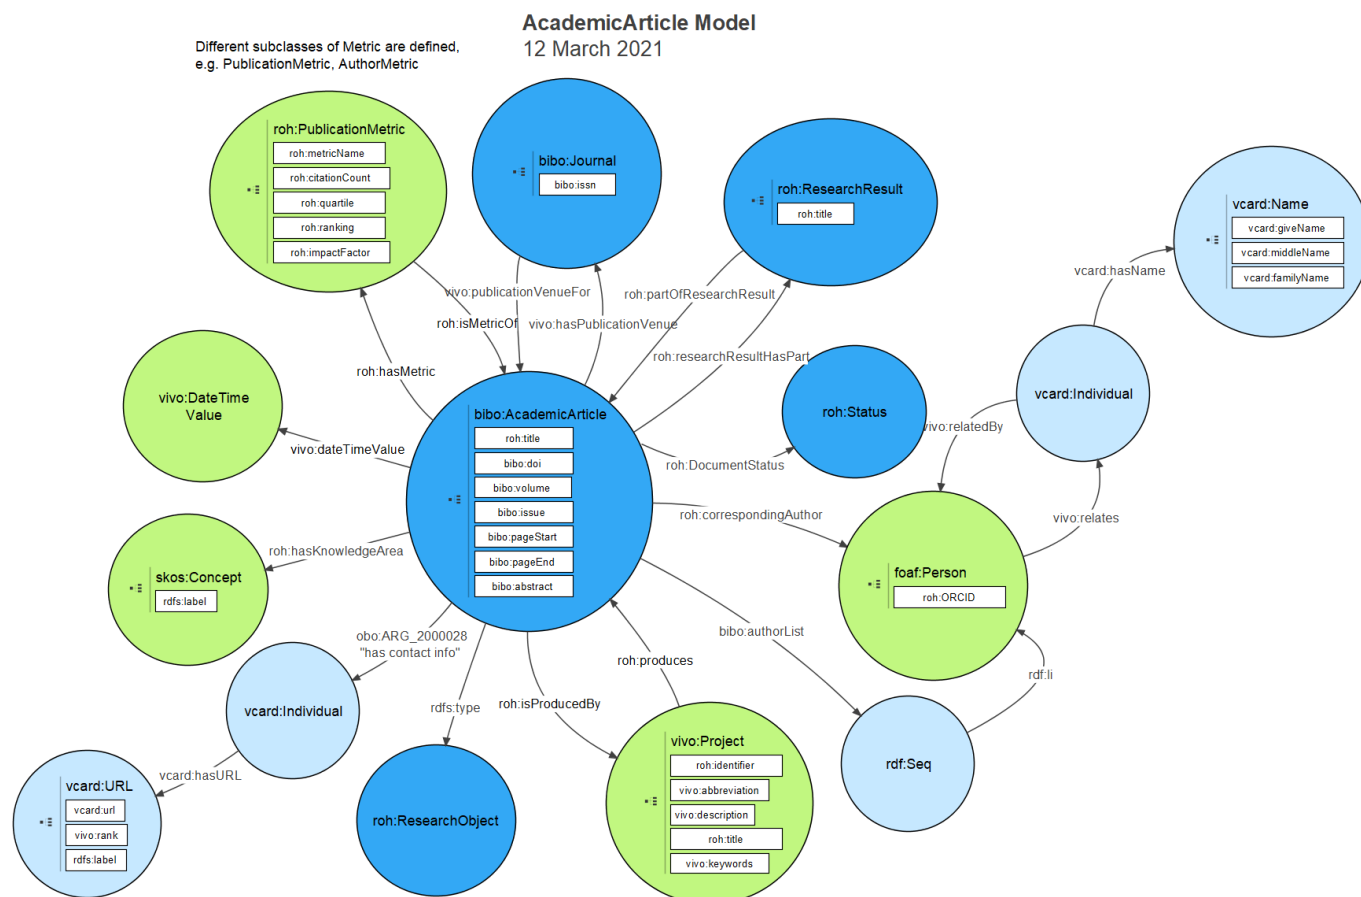 AcademicArticle Model
12 March 2021
Different subclasses of Metric are defined,
e.g. PublicationMetric, AuthorMetric
roh:PublicationMetric
roh:metricName
roh:citationCount
roh:quartile
roh:ranking
roh:impactFactor
bibo:Journal
bibo:issn
roh:ResearchResult
roh:title
vcard:Name
vcard:giveName
vcard:middleName
vcard:familyName
vcard:hasName
vivo:publicationVenueFor
roh:partOfResearchResult
roh:isMetricOf
vivo:hasPublicationVenue
roh:researchResultHasPart
roh:hasMetric
vivo:DateTime
Value
vivo:dateTimeValue
bibo:AcademicArticle
roh:title
bibo:doi
bibo:volume
bibo:issue
bibo:pageStart
bibo:pageEnd
bibo:abstract
roh:Status
roh:DocumentStatus
vcard:Individual
vivo:relatedBy
vivo:relates
roh:correspondingAuthor
foaf:Person
roh:ORCID
roh:hasKnowledgeArea
skos:Concept
rdfs:label
obo:ARG_2000028
"has contact info"
bibo:authorList
roh:produces
rdf:li
roh:isProducedBy
rdfs:type
vcard:Individual
vcard:hasURL
vcard:URL
vcard:url
vivo:rank
rdfs:label
roh:ResearchObject
vivo:Project
roh:identifier
vivo:abbreviation
vivo:description
roh:title
vivo:keywords
rdf:Seq